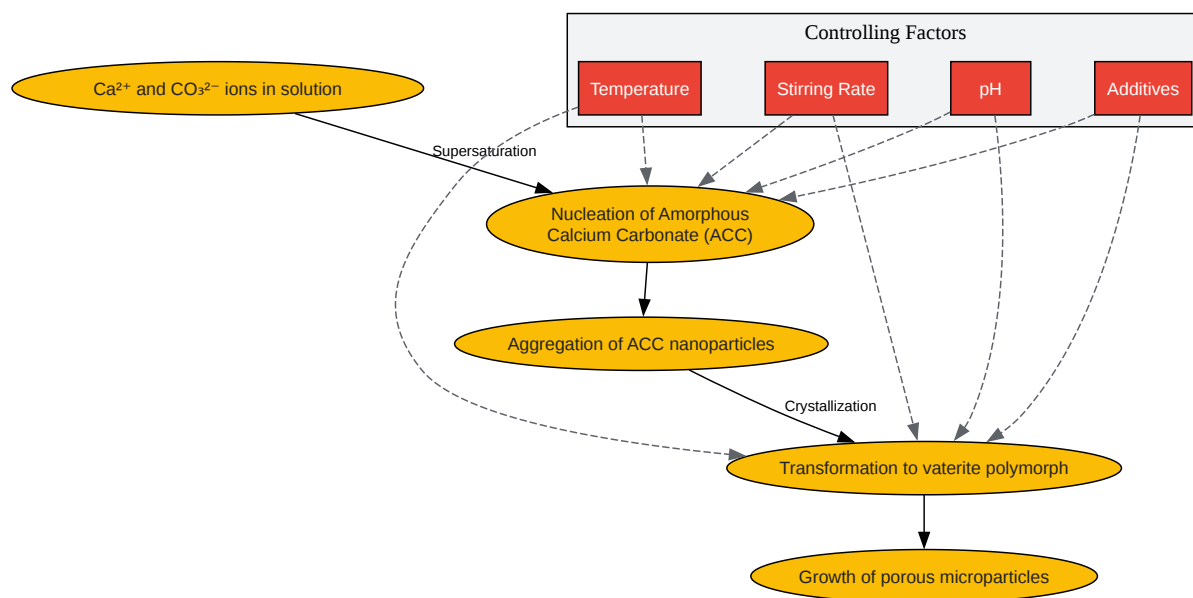 Controlling Factors
Ca²⁺ and CO₃²⁻ ions in solution
Temperature
Stirring Rate
pH
Additives
Supersaturation
Nucleation of Amorphous
Calcium Carbonate (ACC)
Aggregation of ACC nanoparticles
Crystallization
Transformation to vaterite polymorph
Growth of porous microparticles